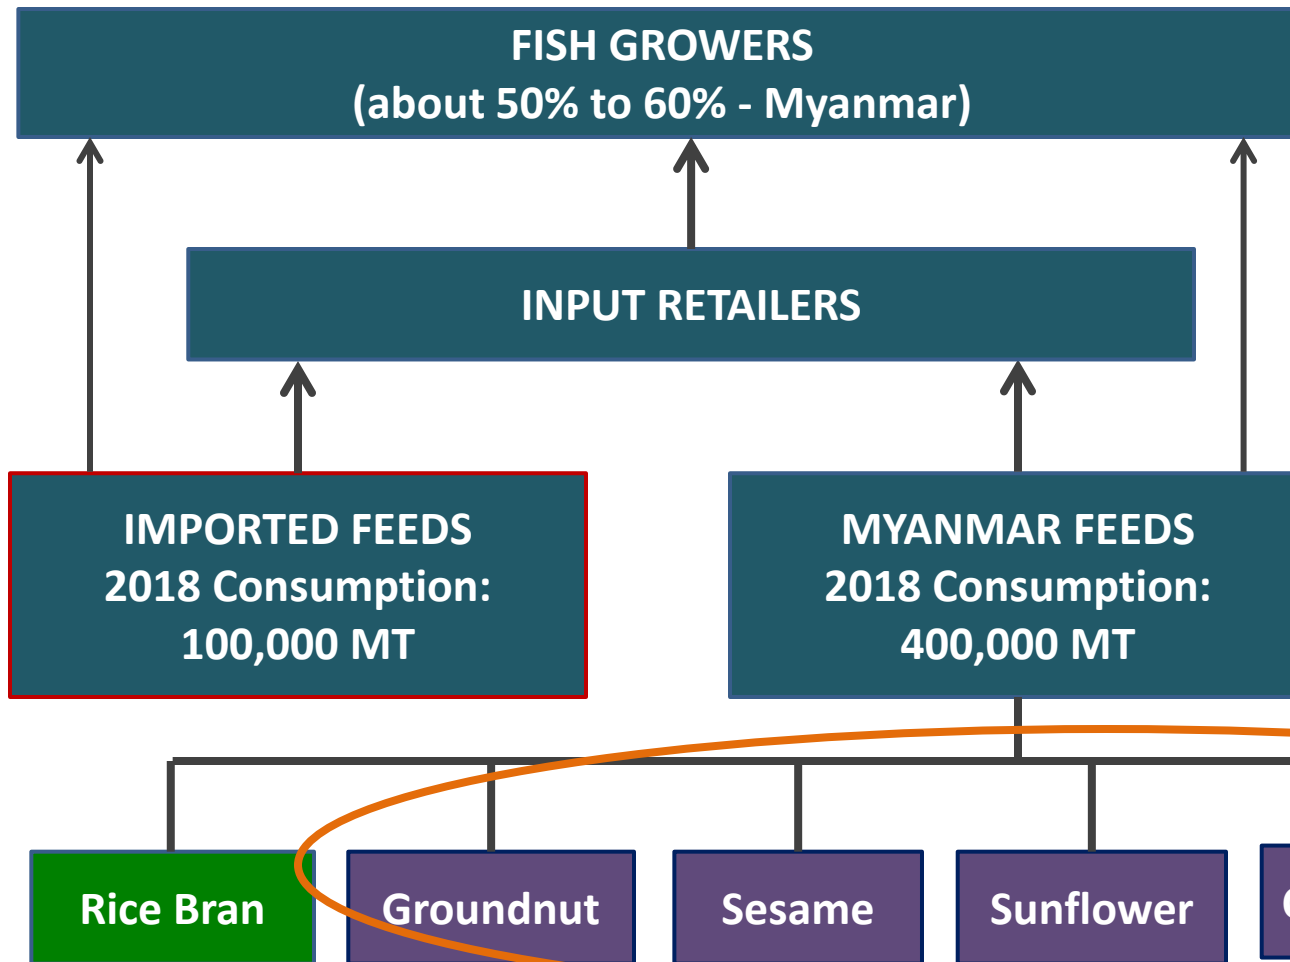 FISH GROWERS
(about 50% to 60% - Myanmar)
INPUT RETAILERS
IMPORTED FEEDS
2018 Consumption:
100,000 MT
MYANMAR FEEDS
2018 Consumption:
400,000 MT
Rice Bran
Groundnut
Sesame
Sunflower